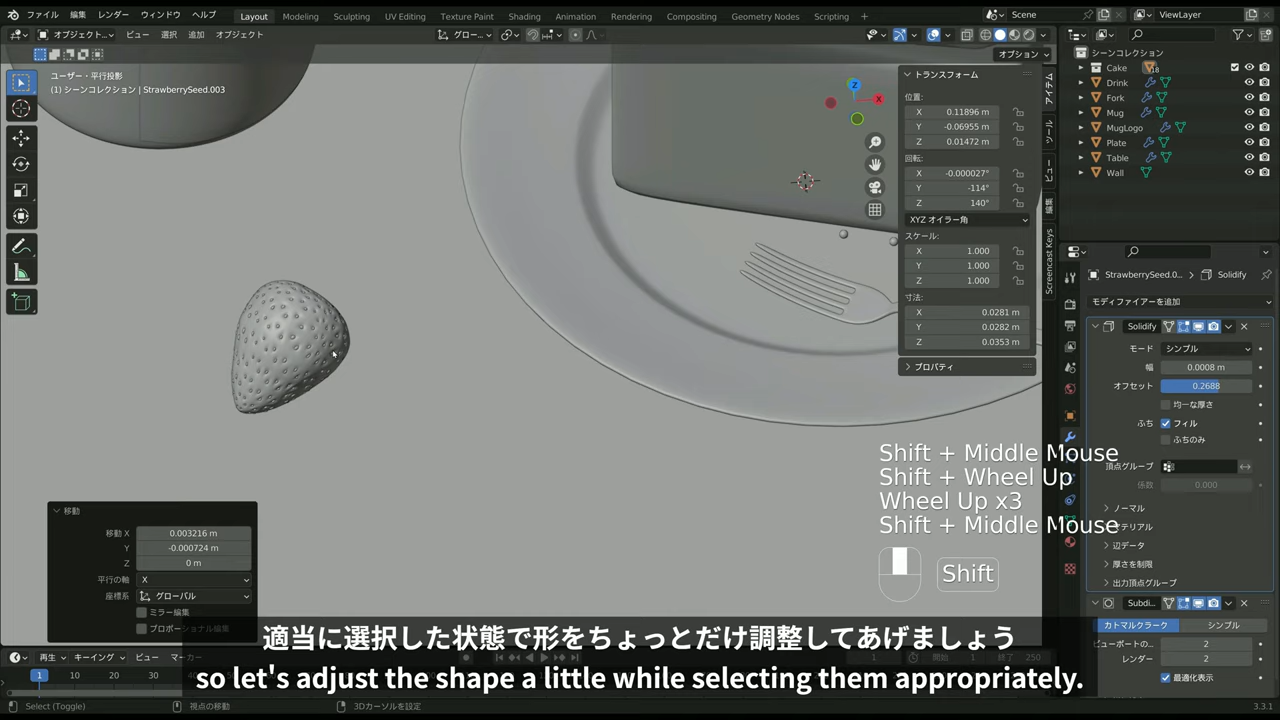 ファイル 編集 レンダー ウィンドウ ヘルプ Layout Modeling Sculpting UV Editing Texture Paint Shading Animation Rendering Compositing Geometry Nodes Scripting Scene ViewLayer
オブジェクト... ビュー 選択 追加 オブジェクト グロー...
オプション
ユーザー・平行投影
(1) シーンコレクション | StrawberrySeed.003
トランスフォーム
位置:
X 0.11896 m
Y -0.06955 m
Z 0.01472 m
回転:
X -0.000027°
Y -114°
Z 140°
XYZ オイラー角
スケール:
X 1.000
Y 1.000
Z 1.000
寸法:
X 0.0281 m
Y 0.0282 m
Z 0.0353 m
プロパティ
アイテム
ツール
ビュー
編集
Screencast Keys
シーンコレクション
Cake 18
Drink
Fork
Mug
MugLogo
Plate
Table
Wall
StrawberrySeed.0... Solidify
モディファイアーを追加
Solidify
モード シンプル
幅 0.0008 m
オフセット 0.2688
均一な厚さ
ふち フィル
ふちのみ
頂点グループ
係数 0.000
ノーマル
マテリアル
辺データ
厚さを制限
出力頂点グループ
Subdi...
カトマルクラーク シンプル
ビューポートの... 2
レンダー 2
最適化表示
Shift + Middle Mouse
Shift + Wheel Up
Wheel Up x3
Shift + Middle Mouse
Shift
移動
移動 X 0.003216 m
Y -0.000724 m
Z 0 m
平行の軸 X
座標系 グローバル
ミラー編集
プロポーショナル編集
適当に選択した状態で形をちょっとだけ調整してあげましょう
so let's adjust the shape a little while selecting them appropriately.
再生 キーイング ビュー マーカー
1
Select (Toggle) 視点の移動 3Dカーソルを設定 3.3.1